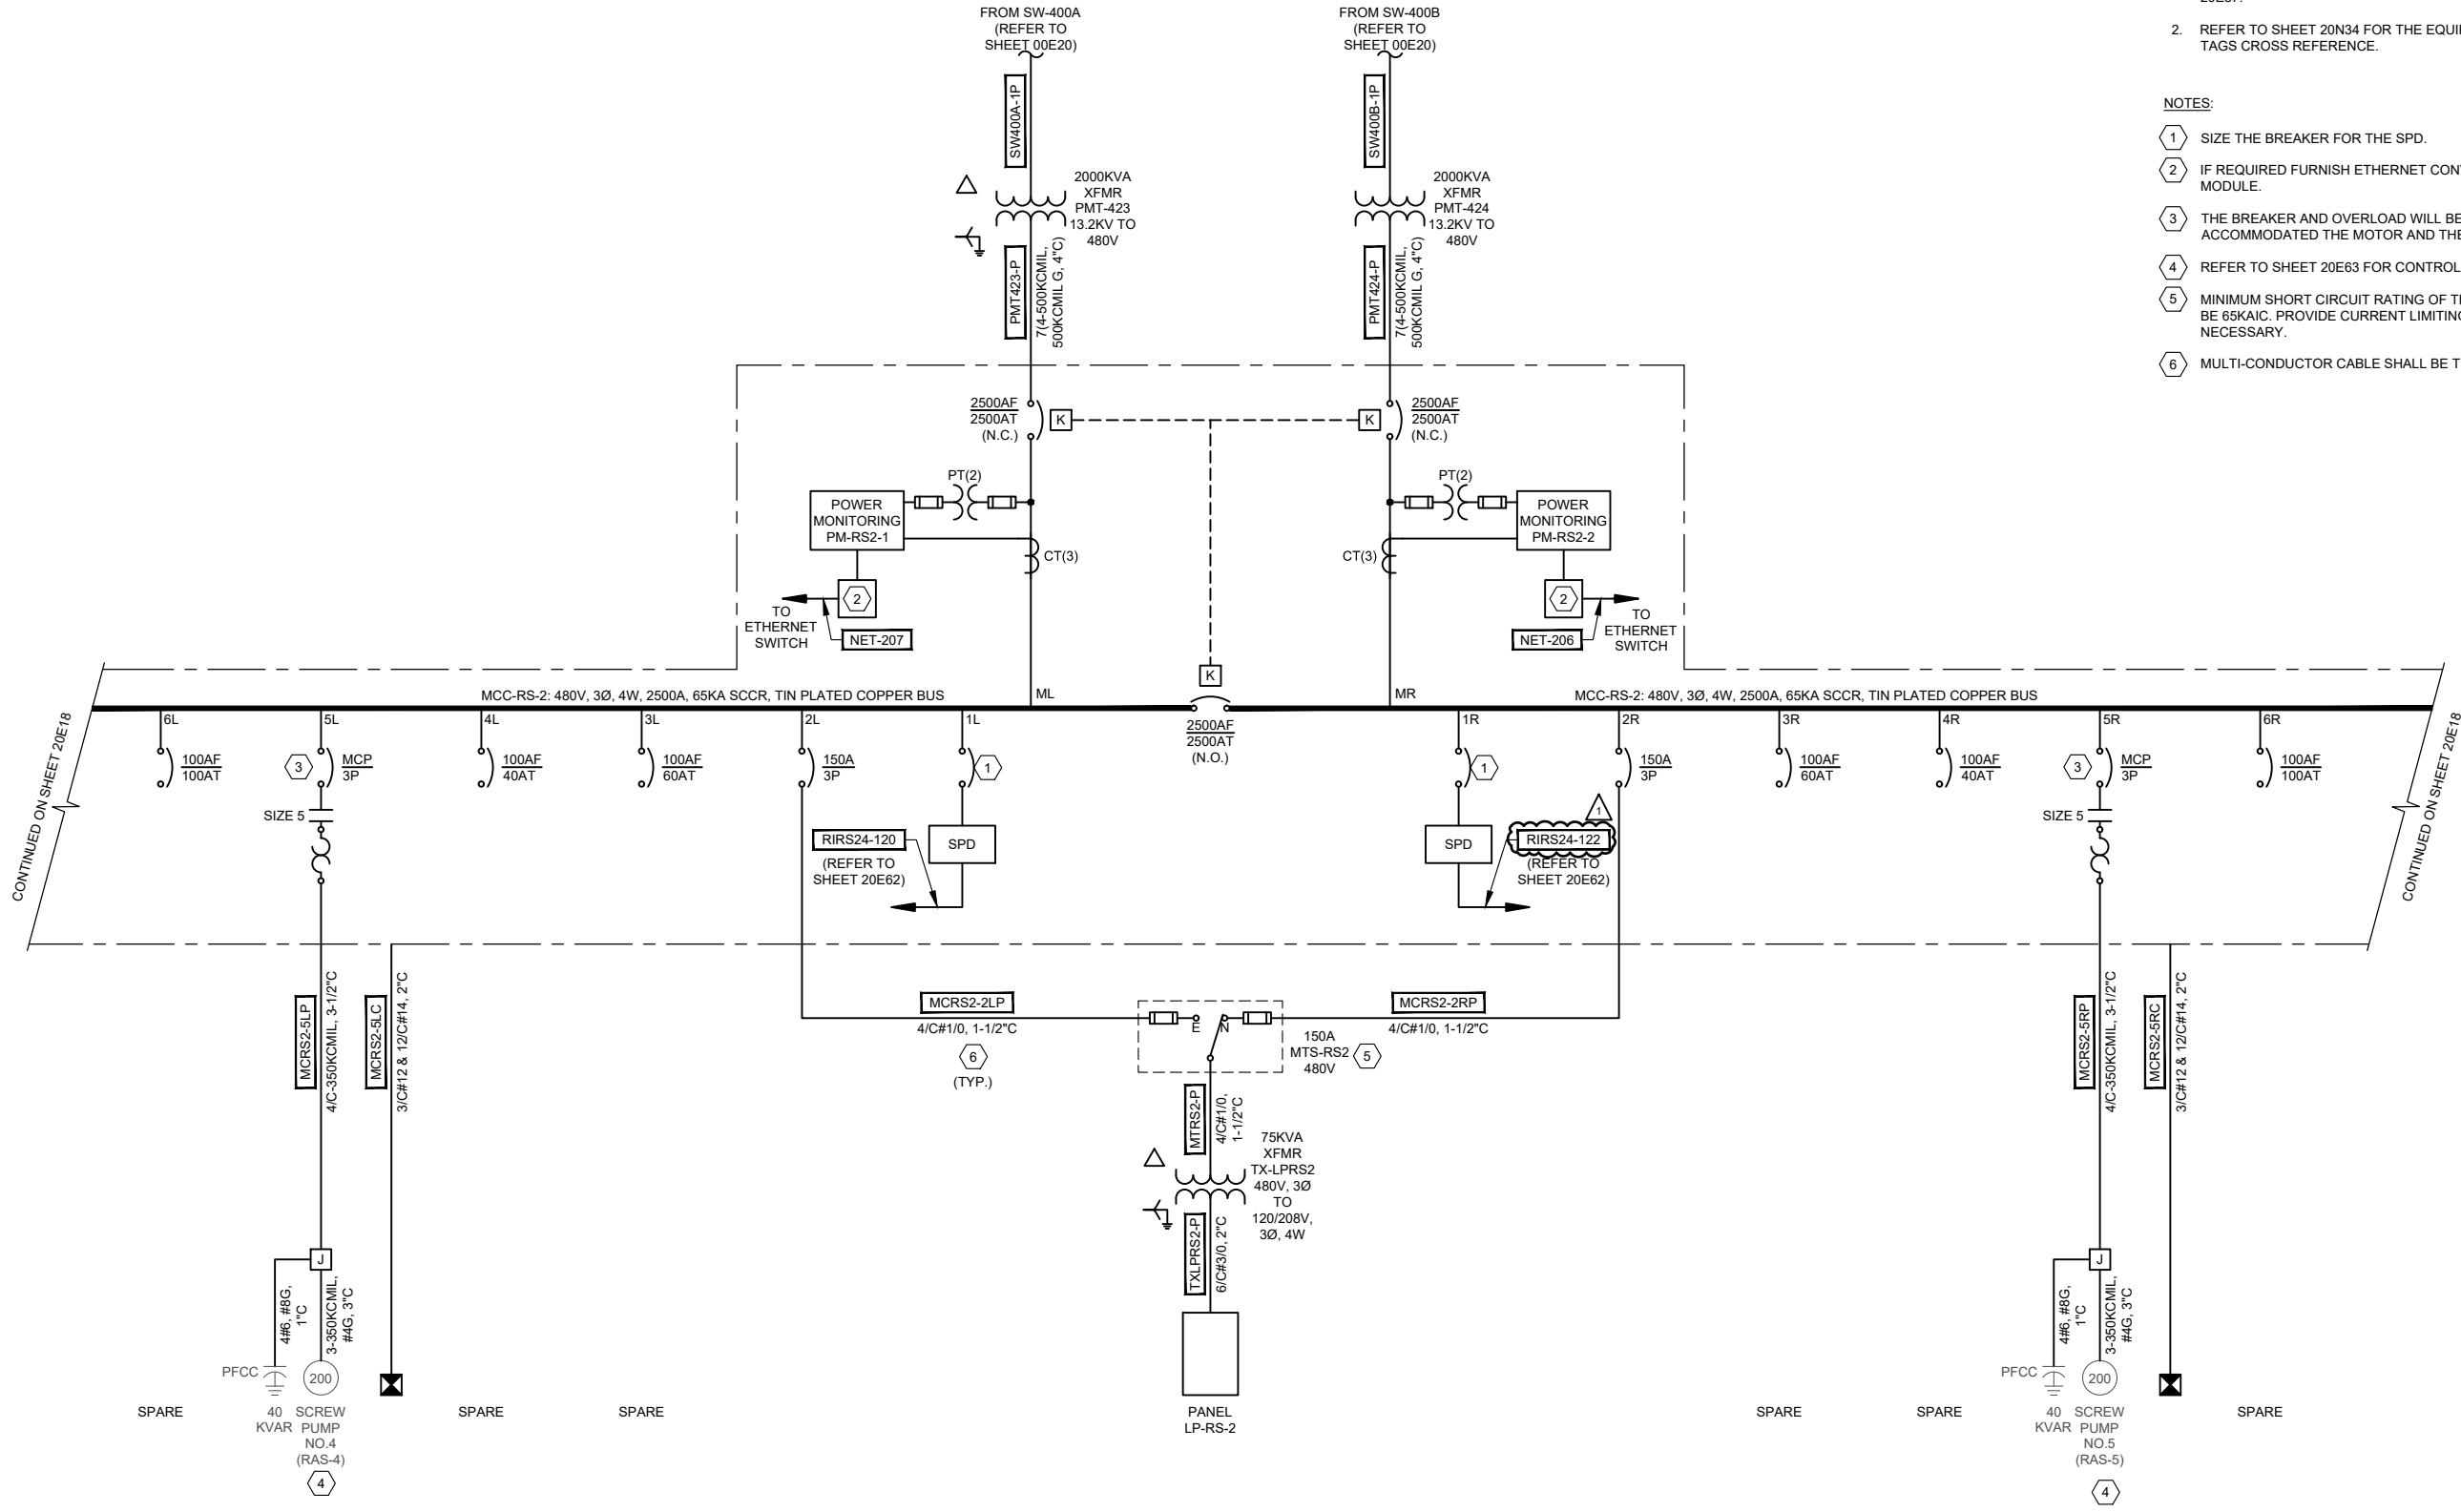 FROM SW-400A
(REFER TO
SHEET 00E20)
FROM SW-400B
(REFER TO
SHEET 00E20)
2. REFER TO SHEET 20N34 FOR THE
TAGS CROSS REFERENCE.
NOTES:
1 SIZE THE BREAKER FOR THE SPD.
2 IF REQUIRED FURNISH ETHERNET
MODULE.
3 THE BREAKER AND OVERLOAD WILL BE
ACCOMMODATED THE MOTOR AND THE
4 REFER TO SHEET 20E63 FOR CONTROL
5 MINIMUM SHORT CIRCUIT RATING OF
BE 65KAIC. PROVIDE CURRENT
NECESSARY.
6 MULTI-CONDUCTOR CABLE SHALL BE
SW400A-1P
SW400B-1P
2000KVA
XFMR
PMT-423
13.2KV TO
480V
2000KVA
XFMR
PMT-424
13.2KV TO
480V
PMT423-P
7(4-500KCMIL,
500KCMIL G, 4"C)
PMT424-P
7(4-500KCMIL,
500KCMIL G, 4"C)
2500AF
2500AT
(N.C.)
K
K
2500AF
2500AT
(N.C.)
PT(2)
POWER
MONITORING
PM-RS2-1
CT(3)
2
TO
ETHERNET
SWITCH
NET-207
PT(2)
POWER
MONITORING
PM-RS2-2
CT(3)
2
TO
ETHERNET
SWITCH
NET-206
K
MCC-RS-2: 480V, 3Ø, 4W, 2500A, 65KA SCCR, TIN PLATED COPPER BUS
ML
MR
MCC-RS-2: 480V, 3Ø, 4W, 2500A, 65KA SCCR, TIN PLATED COPPER BUS
2500AF
2500AT
(N.O.)
CONTINUED ON SHEET 20E18
CONTINUED ON SHEET 20E18
6L
100AF
100AT
5L
3
MCP
3P
SIZE 5
4L
100AF
40AT
3L
100AF
60AT
2L
150A
3P
1L
1
SPD
RIRS24-120
(REFER TO
SHEET 20E62)
1R
1
SPD
1
RIRS24-122
(REFER TO
SHEET 20E62)
2R
150A
3P
3R
100AF
60AT
4R
100AF
40AT
5R
3
MCP
3P
SIZE 5
6R
100AF
100AT
MCRS2-5LP
4/C-350KCMIL, 3-1/2"C
MCRS2-5LC
3/C#12 & 12/C#14, 2"C
MCRS2-2LP
4/C#1/0, 1-1/2"C
6
(TYP.)
E
N
150A
MTS-RS2
480V
5
MCRS2-2RP
4/C#1/0, 1-1/2"C
MTRS2-P
4/C#1/0,
1-1/2"C
75KVA
XFMR
TX-LPRS2
480V, 3Ø
TO
120/208V,
3Ø, 4W
TXLPRS2-P
6/C#3/0, 2"C
PANEL
LP-RS-2
MCRS2-5RP
4/C-350KCMIL, 3-1/2"C
MCRS2-5RC
3/C#12 & 12/C#14, 2"C
J
4#6, #8G,
1"C
3-350KCMIL,
#4G, 3"C
PFCC
200
40
KVAR
SCREW
PUMP
NO.4
(RAS-4)
4
SPARE
SPARE
SPARE
J
4#6, #8G,
1"C
3-350KCMIL,
#4G, 3"C
PFCC
200
40
KVAR
SCREW
PUMP
NO.5
(RAS-5)
4
SPARE
SPARE
SPARE